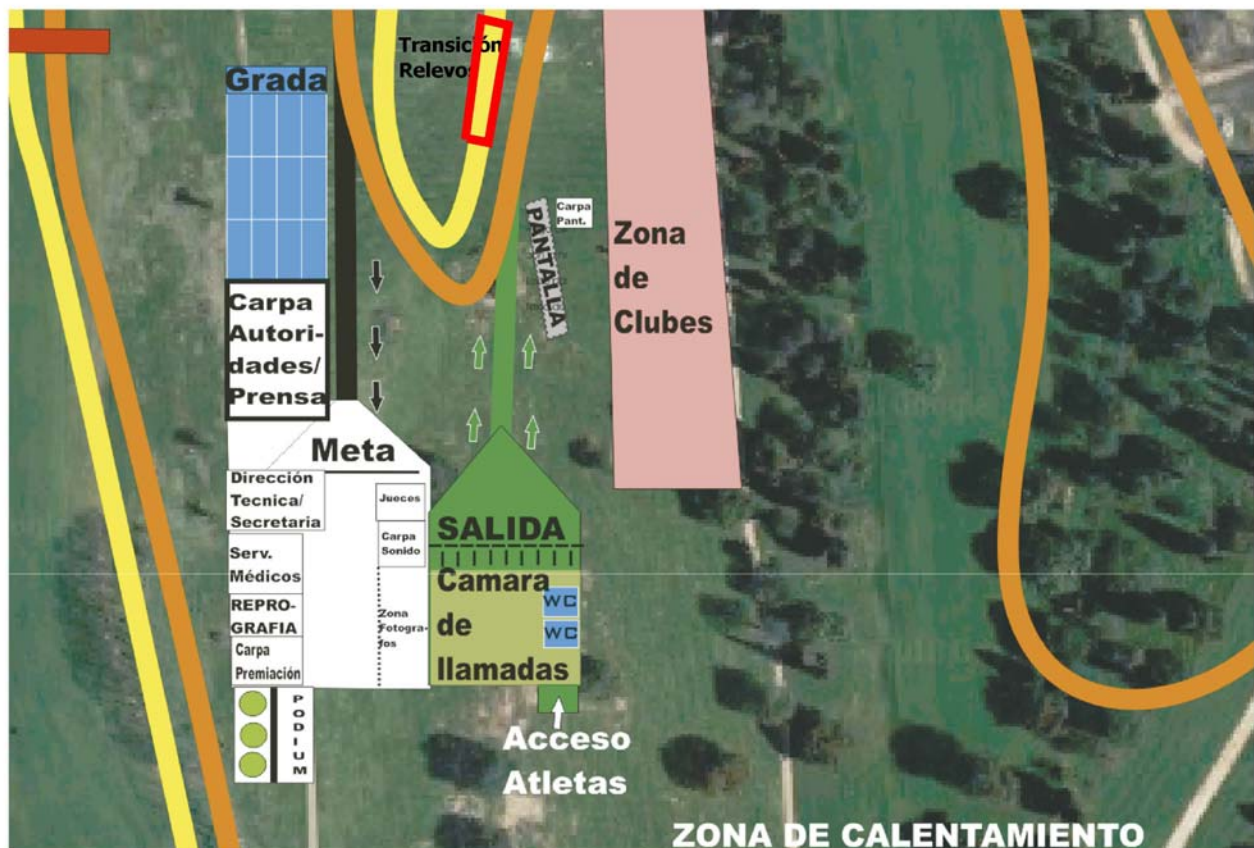 Transición
Relevos
Grada
Carpa
Pant.
PANTALLA
Zona
de
Clubes
Carpa
Autori-
dades/
Prensa
Meta
Dirección
Tecnica/
Secretaria
Jueces
Carpa
Sonido
SALIDA
Serv.
Médicos
Camara
de
llamadas
WC
WC
REPRO-
GRAFIA
Zona
Fotogra-
fos
Carpa
Premiación
PODIUM
Acceso
Atletas
ZONA DE CALENTAMIENTO